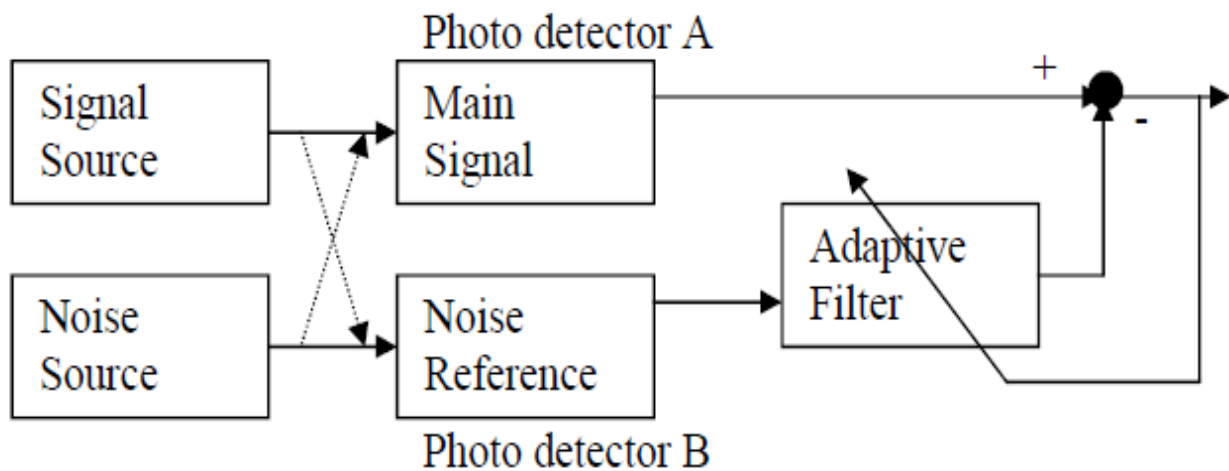 Photo detector A
Signal
Source
Main
Signal
+
-
Adaptive
Filter
Noise
Source
Noise
Reference
Photo detector B